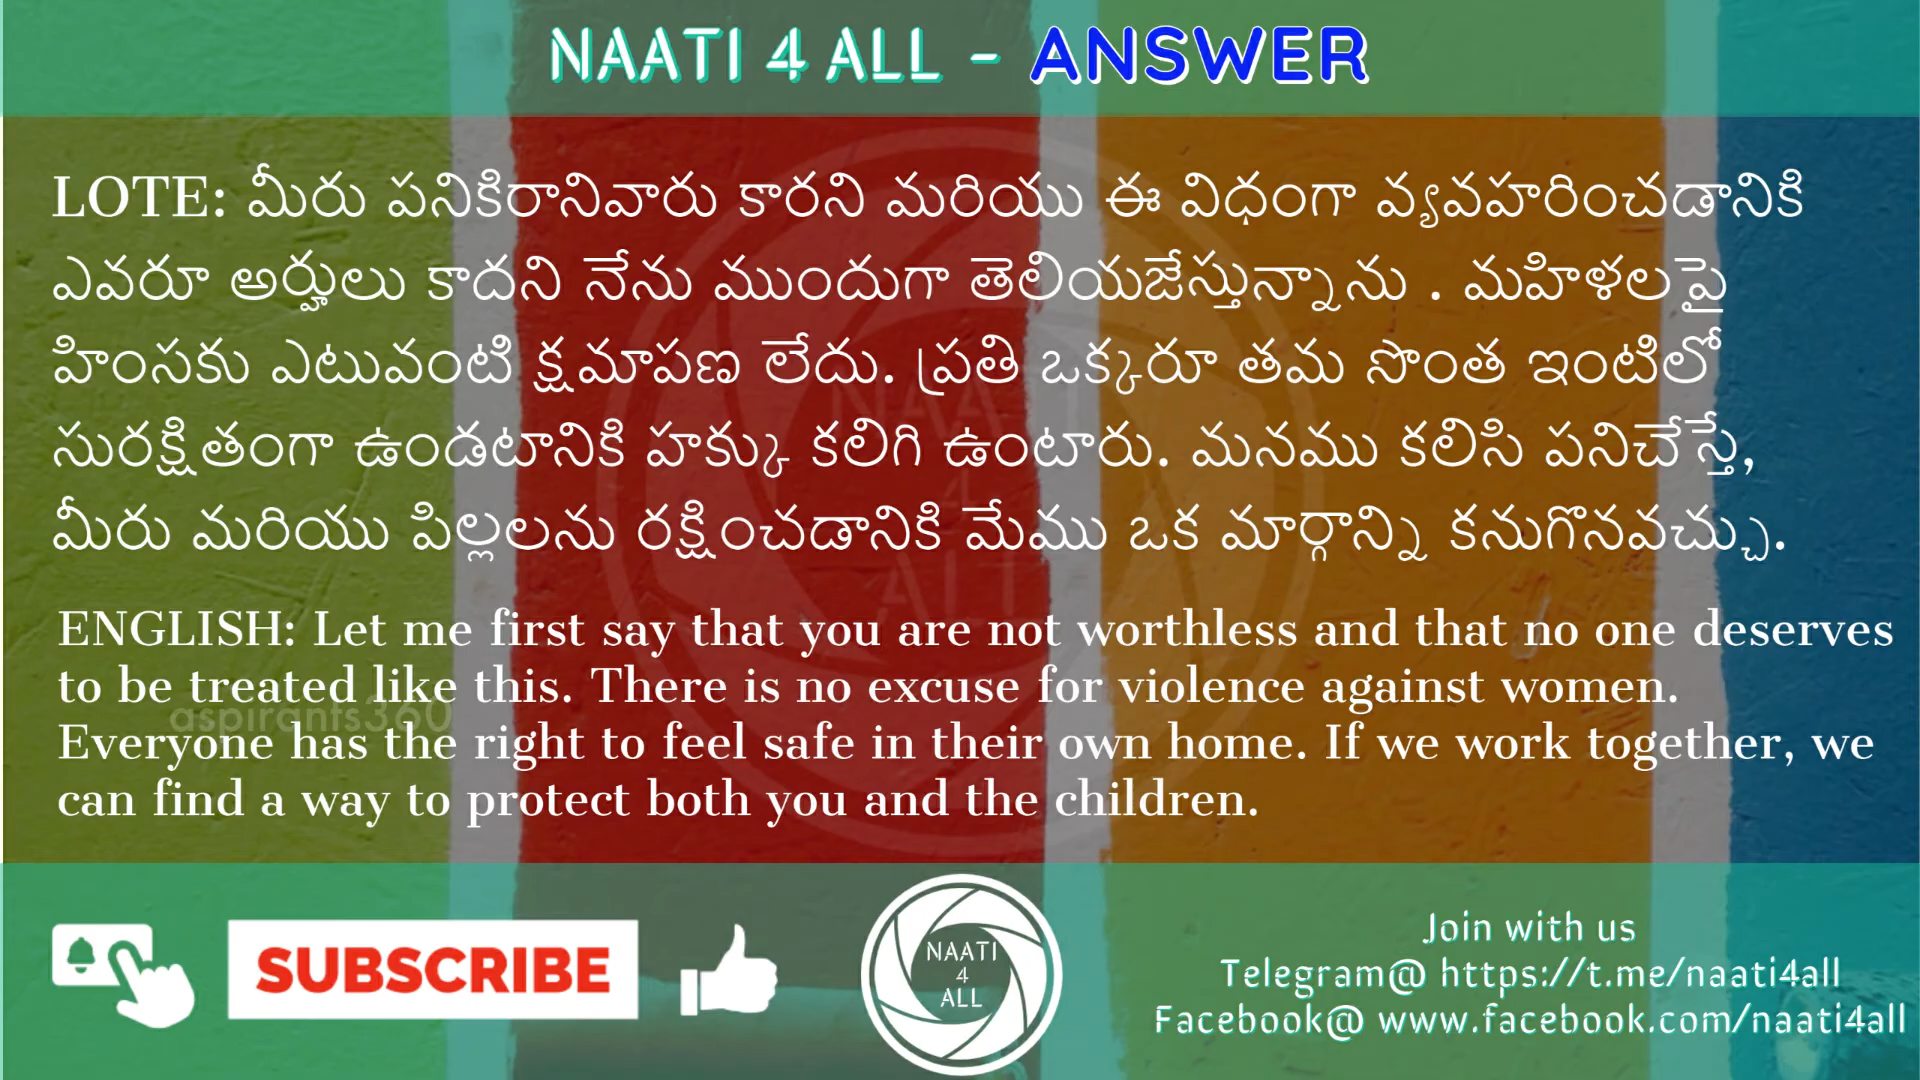 NAATI 4 ALL - ANSWER
LOTE: మీరు పనికిరానివారు కారని మరియు ఈ విధంగా వ్యవహరించడానికి
ఎవరూ అర్హులు కాదని నేను ముందుగా తెలియజేస్తున్నాను . మహిళలపై
హింసకు ఎటువంటి క్షమాపణ లేదు. ప్రతి ఒక్కరూ తమ సొంత ఇంటిలో
సురక్షితంగా ఉండటానికి హక్కు కలిగి ఉంటారు. మనము కలిసి పనిచేస్తే,
మీరు మరియు పిల్లలను రక్షించడానికి మేము ఒక మార్గాన్ని కనుగొనవచ్చు.
ENGLISH: Let me first say that you are not worthless and that no one deserves
to be treated like this. There is no excuse for violence against women.
aspirants360
Everyone has the right to feel safe in their own home. If we work together, we
can find a way to protect both you and the children.
NAATI
4
ALL
SUBSCRIBE
NAATI
4
ALL
Join with us
Telegram@ https://t.me/naati4all
Facebook@ www.facebook.com/naati4all